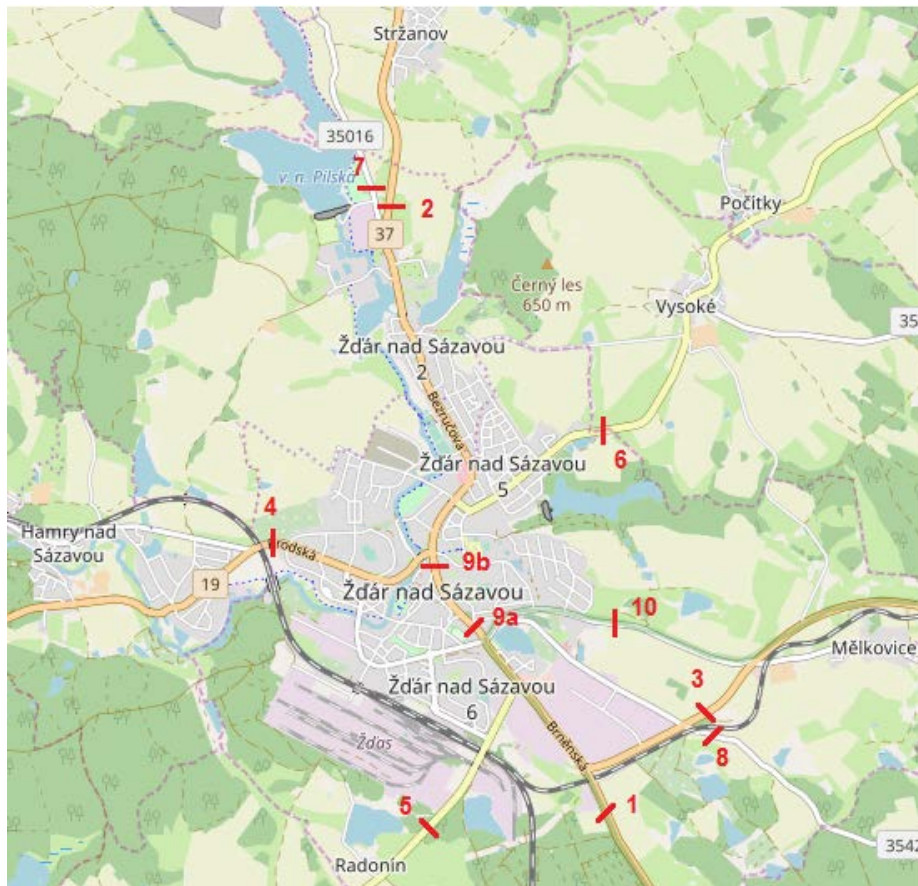 Stržanov
35016
7
v. n. Pilská
2
Počítky
37
Černý les
650 m
Vysoké
35
Žďár nad Sázavou
2
Bezručova
Žďár nad Sázavou
5
6
4
Hamry nad
Sázavou
Brodská
19
9b
Žďár nad Sázavou
9a
10
Mělkovice
Žďár nad Sázavou
6
3
Žďas
Brněnská
8
1
5
Radonín
3542